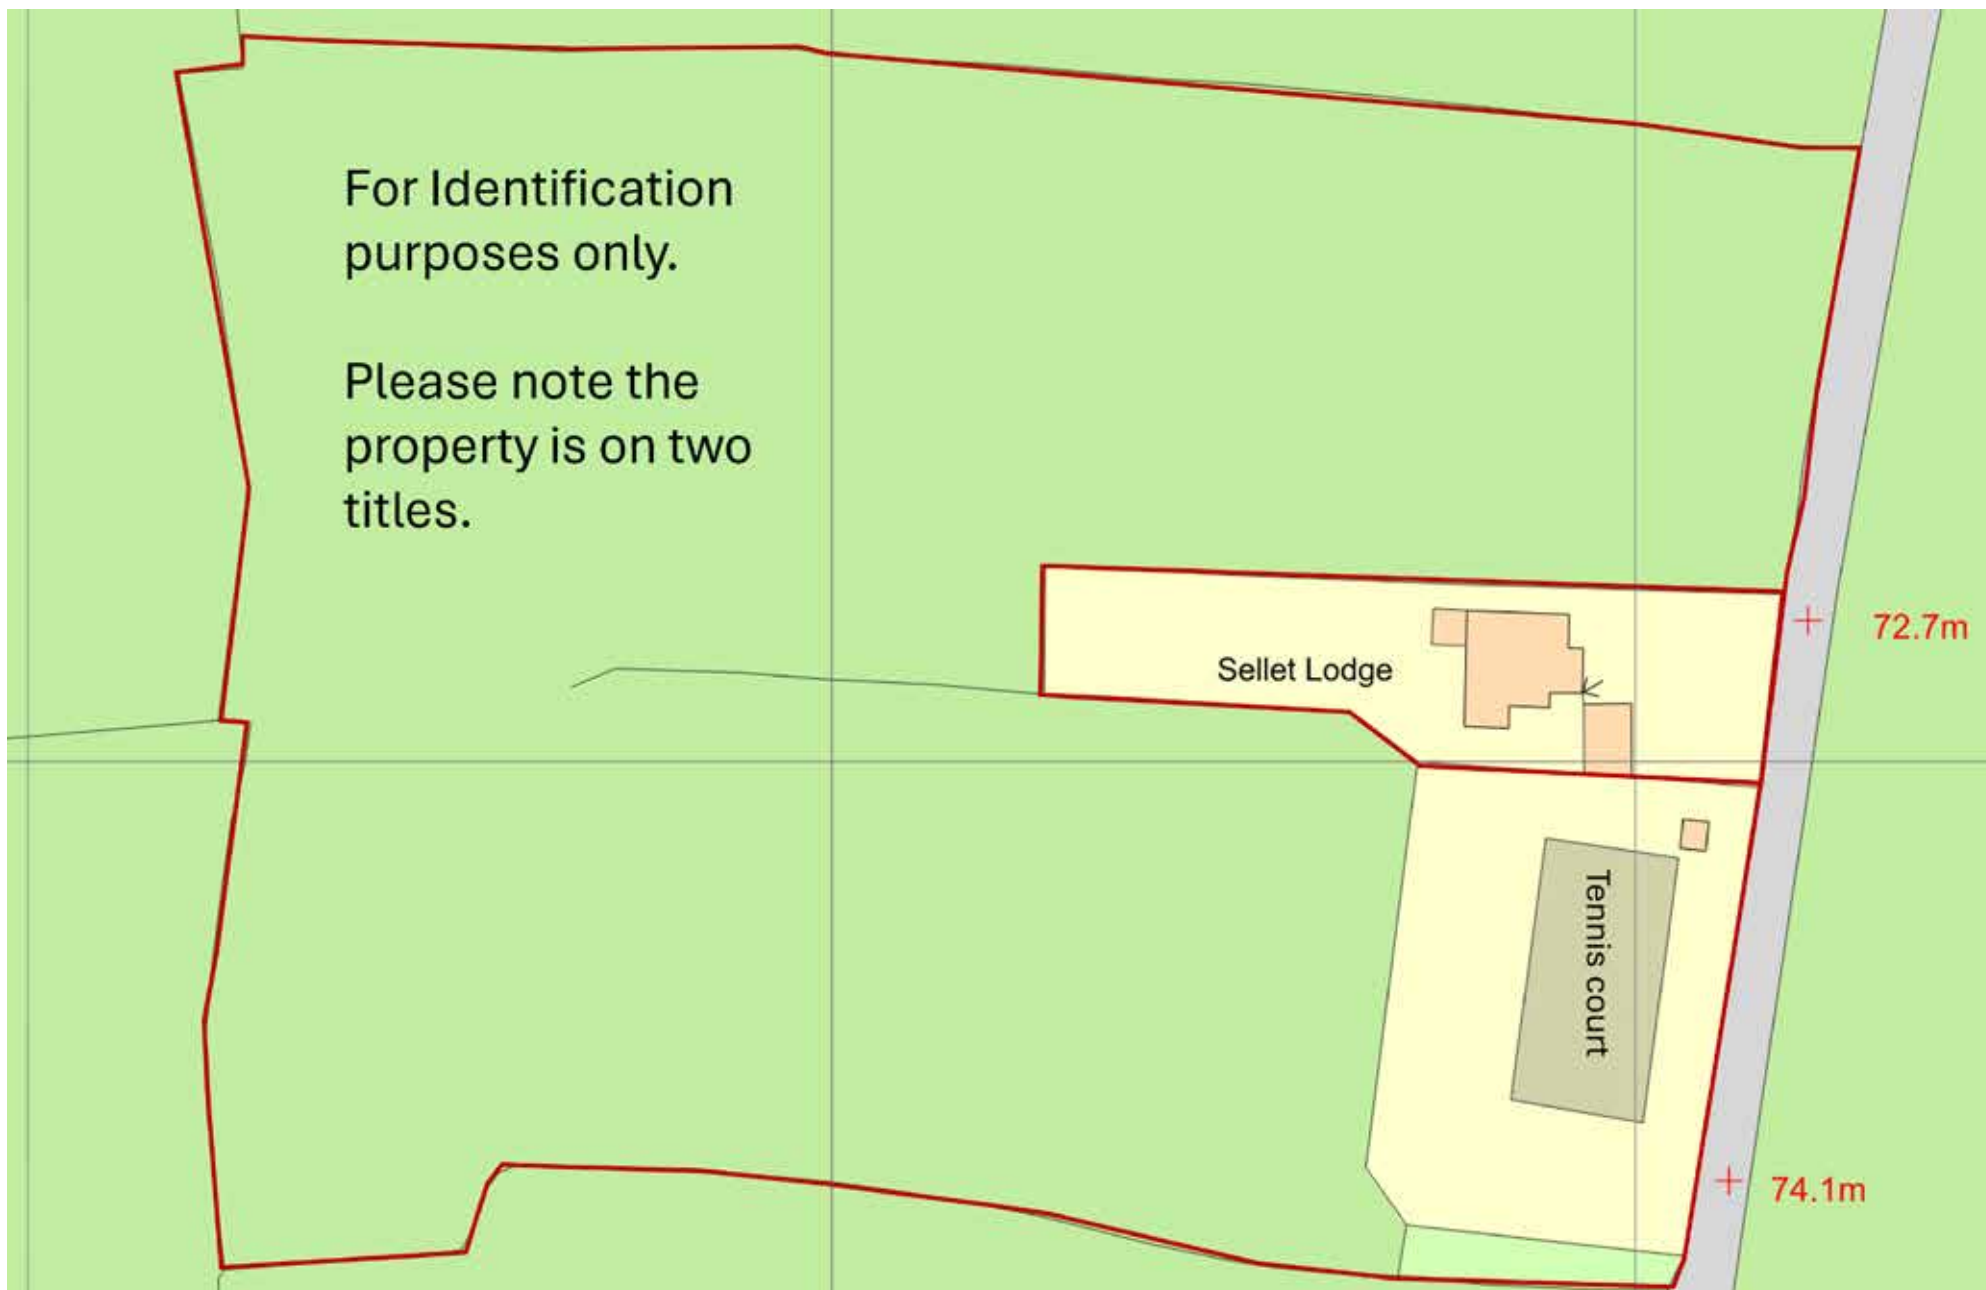 For Identification
purposes only.
Please note the
property is on two
titles.
72.7m
Sellet Lodge
Tennis court
74.1m